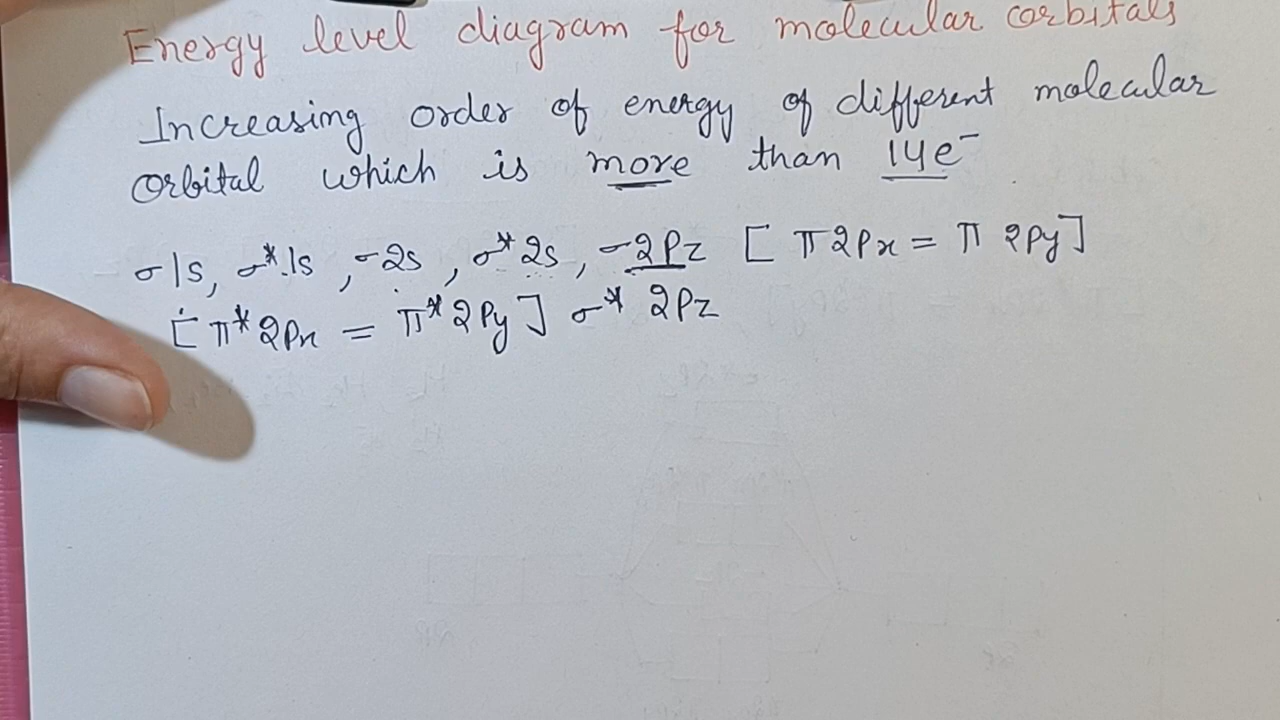 Energy level diagram for molecular orbitals
Increasing order of energy of different molecular
orbital which is more than 14e⁻
σ1s, σ*1s, σ2s, σ*2s, σ2Pz [π2Px = π2Py]
[π*2Px = π*2Py] σ*2Pz